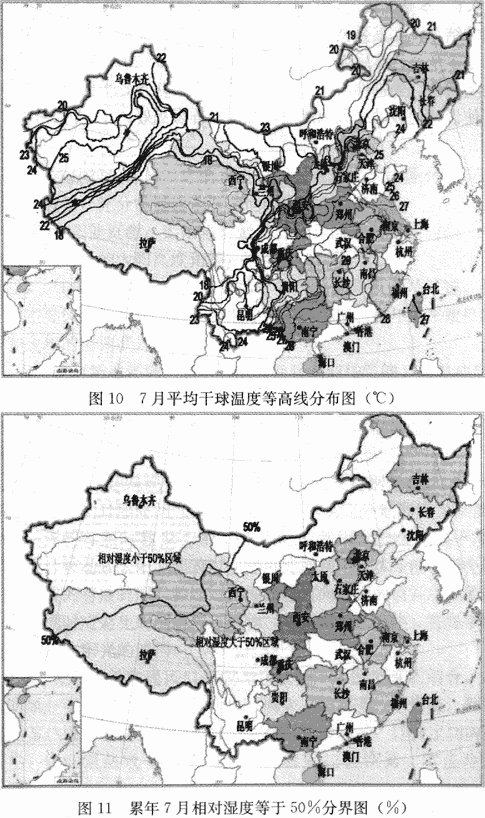 19
20
21
20
20
22
乌鲁木齐
21
吉林
21
长春
沈阳
22
24
20
21
23
呼和浩特
北京
天津
18
银川
石家庄
济南
23
24
25
西宁
兰州
24
25
26
27
西安
郑州
24
22
18
拉萨
成都
重庆
武汉
合肥
南京
上海
杭州
29
南昌
长沙
贵阳
18
20
23
昆明
福州
台北
28
27
24
24
25
南宁
广州
香港
澳门
海口
南海诸岛
图 10　7 月平均干球温度等高线分布图（℃）
乌鲁木齐
50%
吉林
长春
沈阳
呼和浩特
相对湿度小于50%区域
北京
天津
银川
太原
石家庄
济南
西宁
兰州
50%
西安
郑州
相对湿度大于50%区域
拉萨
成都
重庆
武汉
合肥
南京
上海
杭州
南昌
长沙
贵阳
福州
台北
昆明
南宁
广州
香港
澳门
海口
南海诸岛
图 11　累年 7 月相对湿度等于 50％分界图（％）